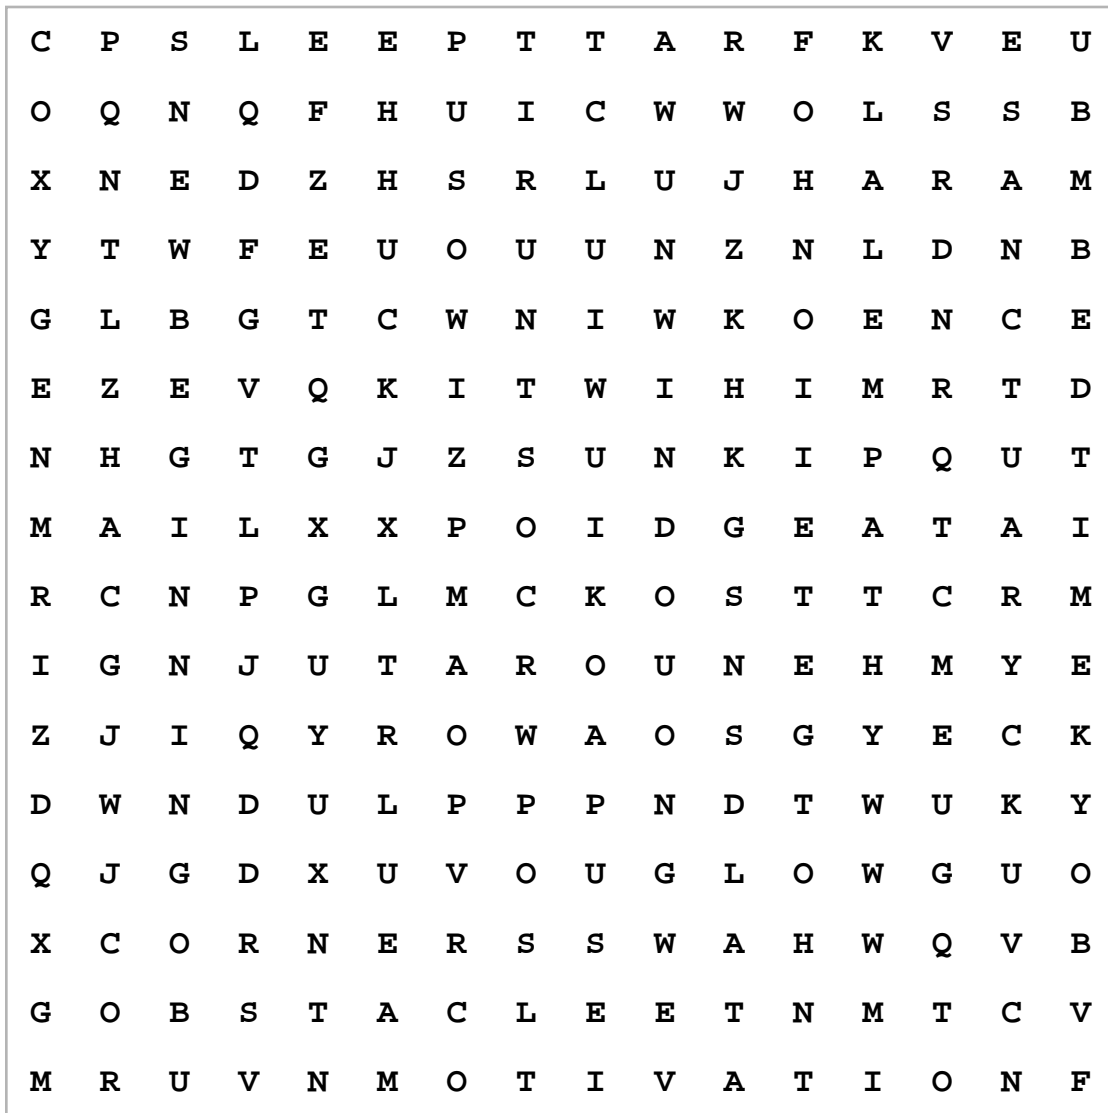 C P S L E E P T T A R F K V E U
O Q N Q F H U I C W W O L S S B
X N E D Z H S R L U J H A R A M
Y T W F E U O U U N Z N L D N B
G L B G T C W N I W K O E N C E
E Z E V Q K I T W I H I M R T D
N H G T G J Z S U N K I P Q U T
M A I L X X P O I D G E A T A I
R C N P G L M C K O S T T C R M
I G N J U T A R O U N E H M Y E
Z J I Q Y R O W A O S G Y E C K
D W N D U L P P P N D T W U K Y
Q J G D X U V O U G L O W G U O
X C O R N E R S S W A H W Q V B
G O B S T A C L E E T N M T C V
M R U V N M O T I V A T I O N F